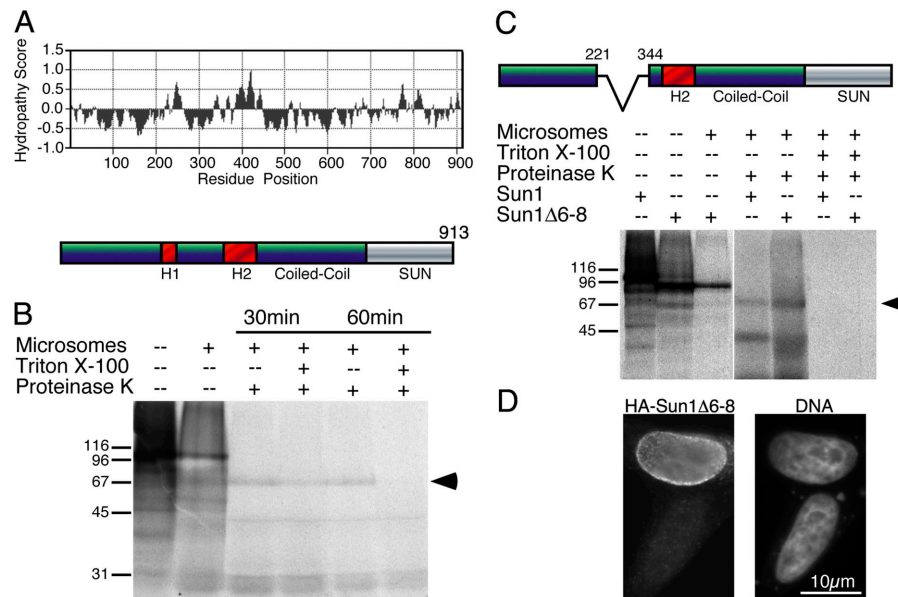 A
Hydropathy Score
1.5
1.0
0.5
0.0
-0.5
-1.0
100 200 300 400 500 600 700 800 900
Residue Position
913
H1 H2 Coiled-Coil SUN
B
30min 60min
Microsomes -- + + + + +
Triton X-100 -- -- -- + -- +
Proteinase K -- -- + + + +
116
96
67
45
31
C
221 344
H2 Coiled-Coil SUN
Microsomes -- -- + + + + +
Triton X-100 -- -- -- -- -- + +
Proteinase K -- -- -- + + + +
Sun1 + -- -- + -- + --
Sun1Δ6-8 -- + + -- + -- +
116
96
67
45
D
HA-Sun1Δ6-8 DNA
10µm